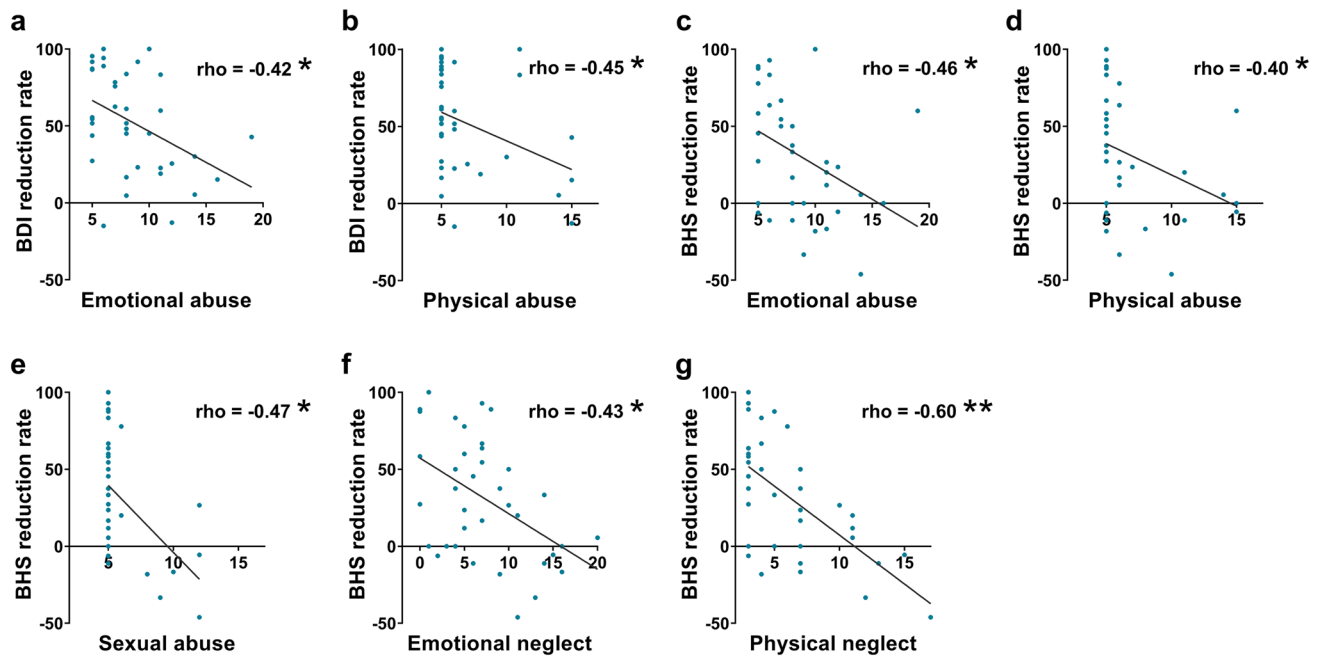 a
100
50
0
-50
5
10
15
20
BDI reduction rate
Emotional abuse
rho = -0.42 *
b
100
50
0
-50
5
10
15
BDI reduction rate
Physical abuse
rho = -0.45 *
c
100
50
0
-50
5
10
15
20
BHS reduction rate
Emotional abuse
rho = -0.46 *
d
100
50
0
-50
5
10
15
BHS reduction rate
Physical abuse
rho = -0.40 *
e
100
50
0
-50
5
10
15
BHS reduction rate
Sexual abuse
rho = -0.47 *
f
100
50
0
-50
0
5
10
15
20
BHS reduction rate
Emotional neglect
rho = -0.43 *
g
100
50
0
-50
5
10
15
BHS reduction rate
Physical neglect
rho = -0.60 **